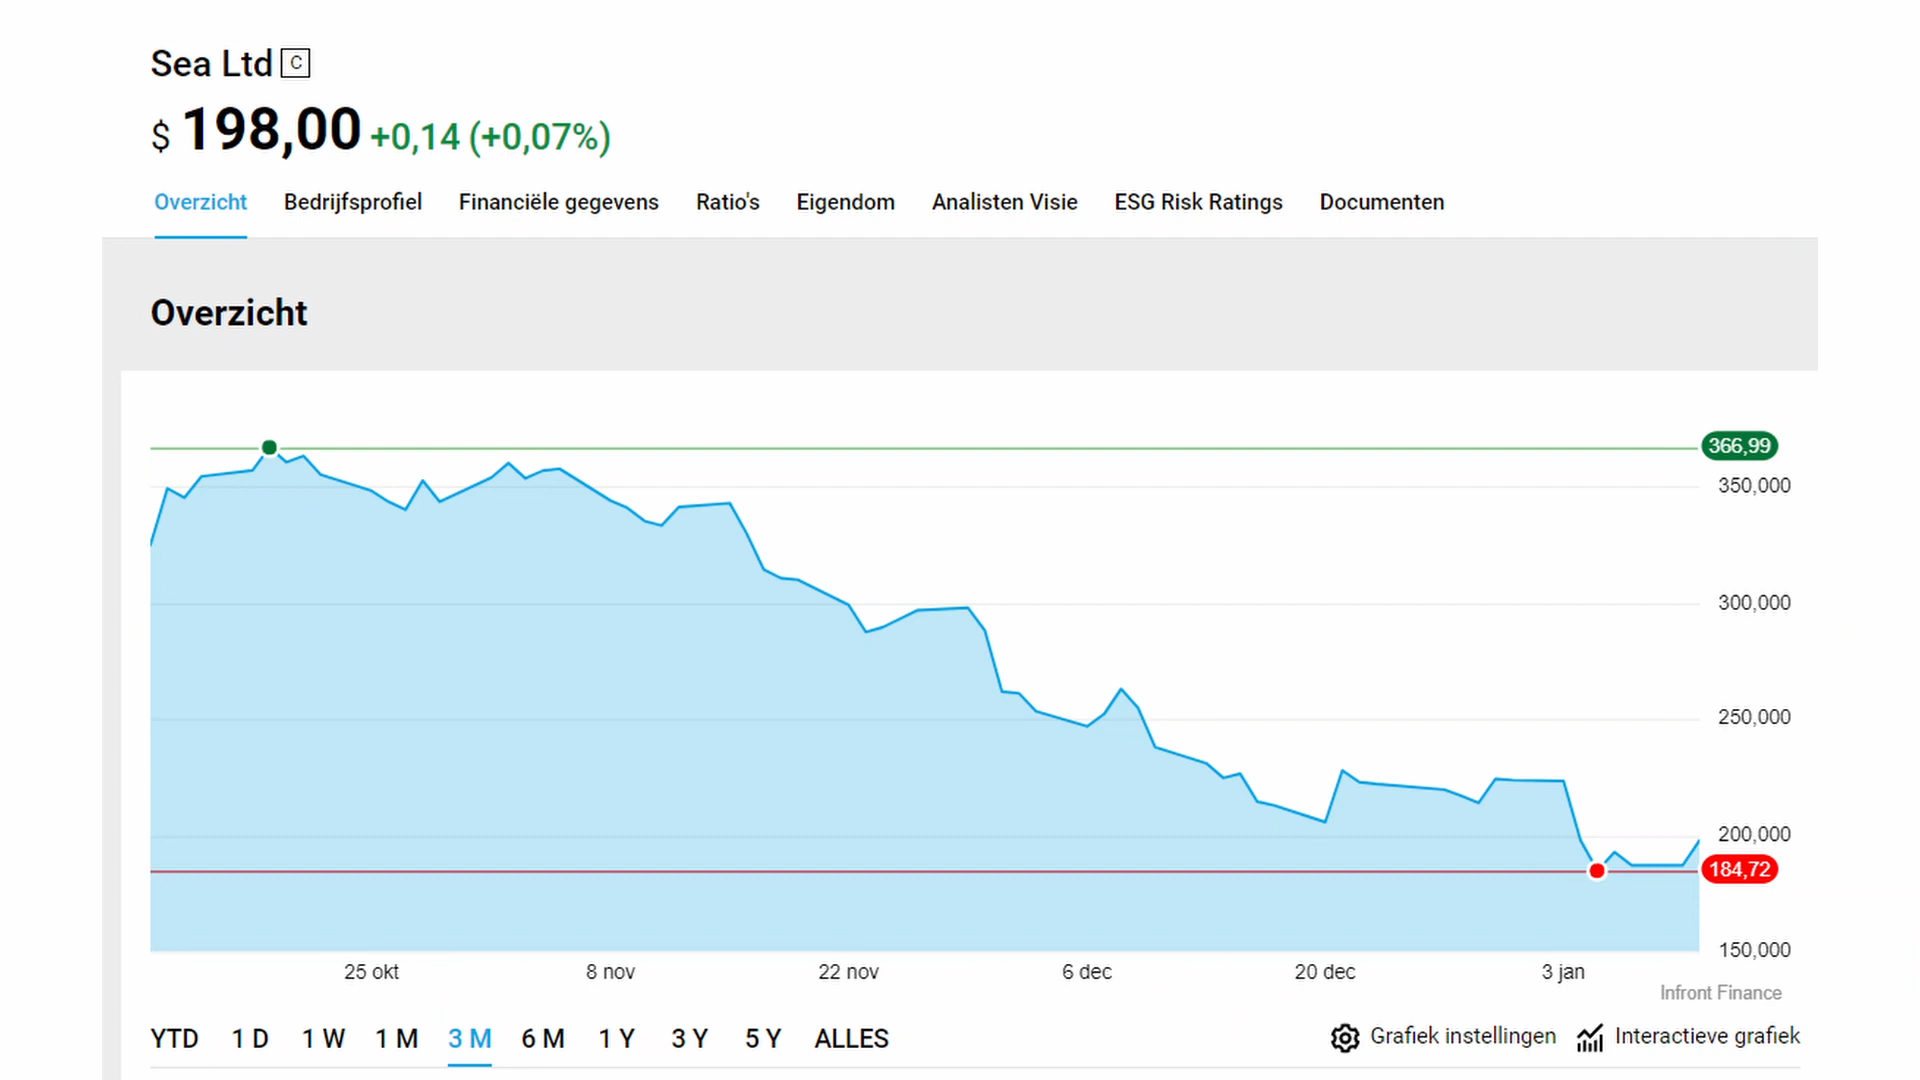 Sea Ltd C
$ 198,00 +0,14 (+0,07%)
Overzicht Bedrijfsprofiel Financiële gegevens Ratio's Eigendom Analisten Visie ESG Risk Ratings Documenten
Overzicht
366,99
350,000
300,000
250,000
200,000
184,72
150,000
25 okt 8 nov 22 nov 6 dec 20 dec 3 jan
Infront Finance
YTD 1 D 1 W 1 M 3 M 6 M 1 Y 3 Y 5 Y ALLES Grafiek instellingen Interactieve grafiek